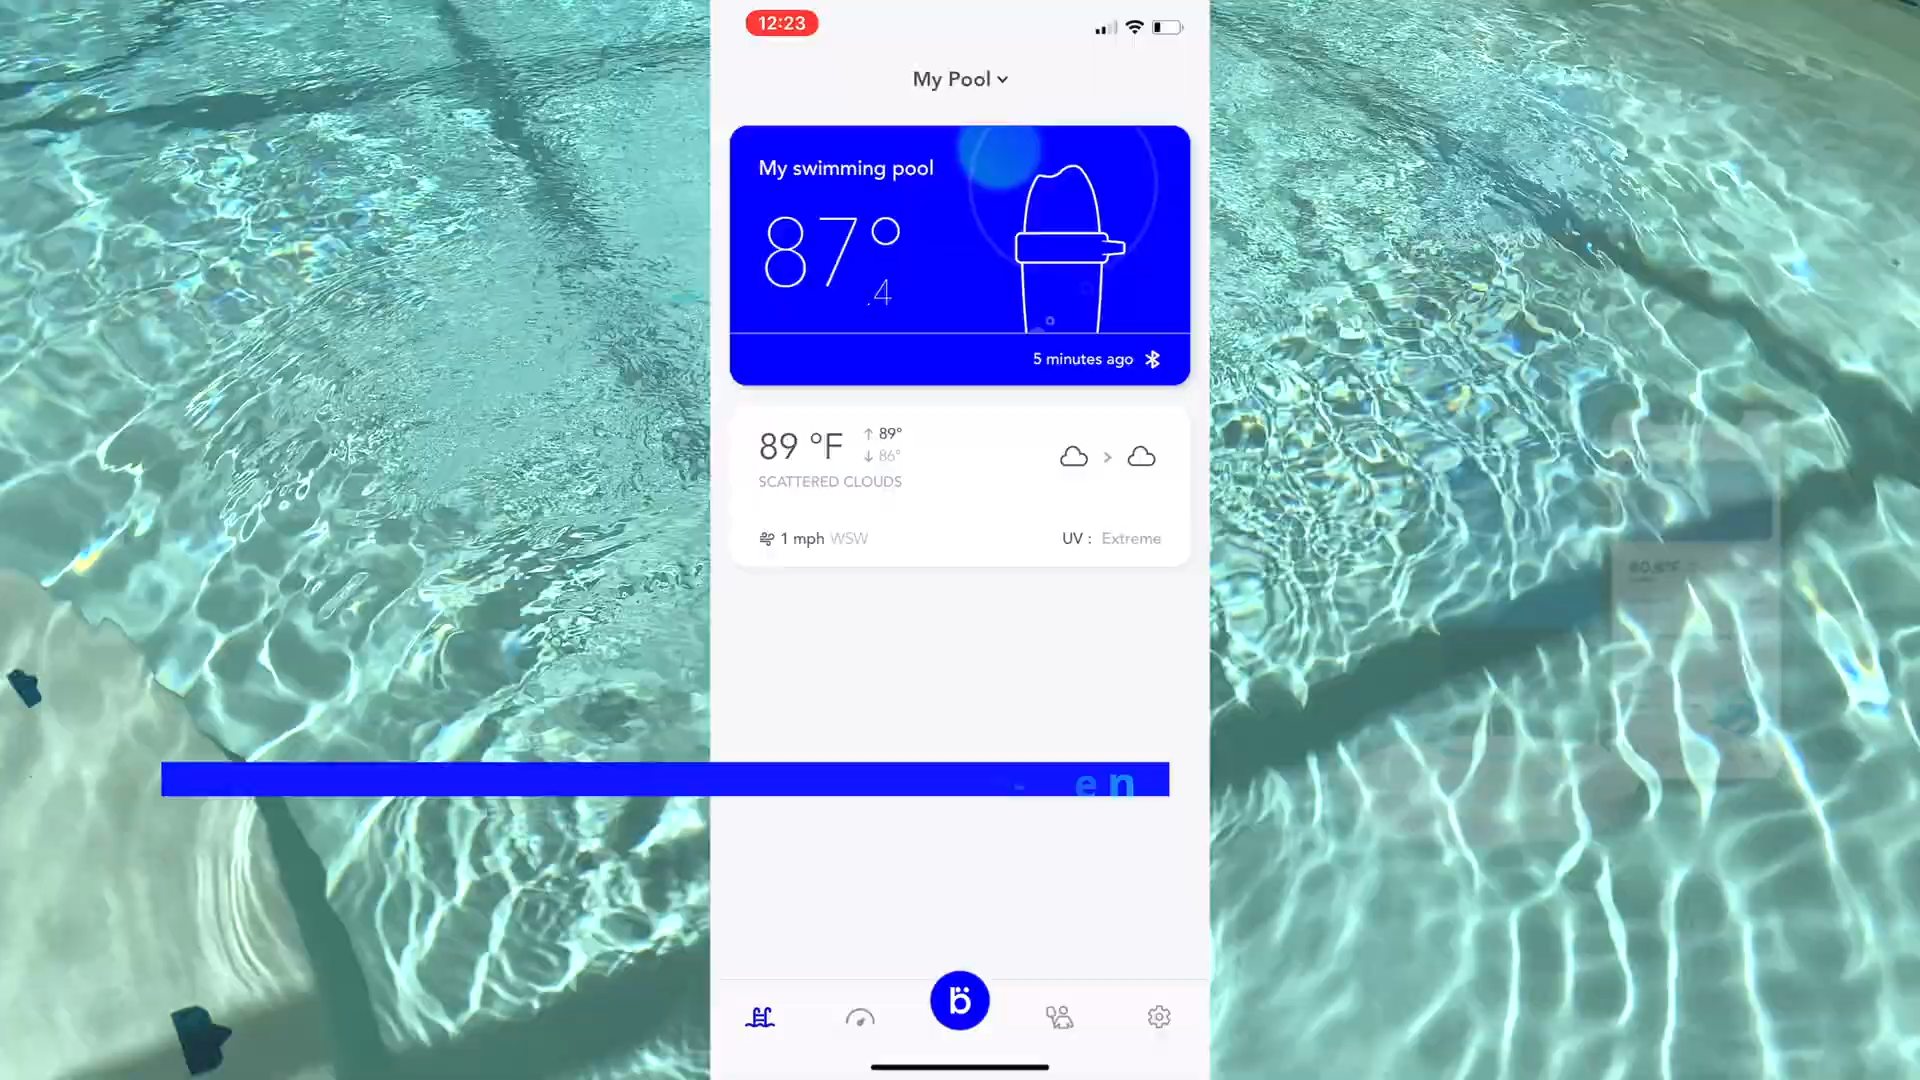 12:23
My Pool
My swimming pool
87°
.4
5 minutes ago
89 °F
↑ 89°
↓ 86°
SCATTERED CLOUDS
1 mph WSW
UV : Extreme
- en
b̈